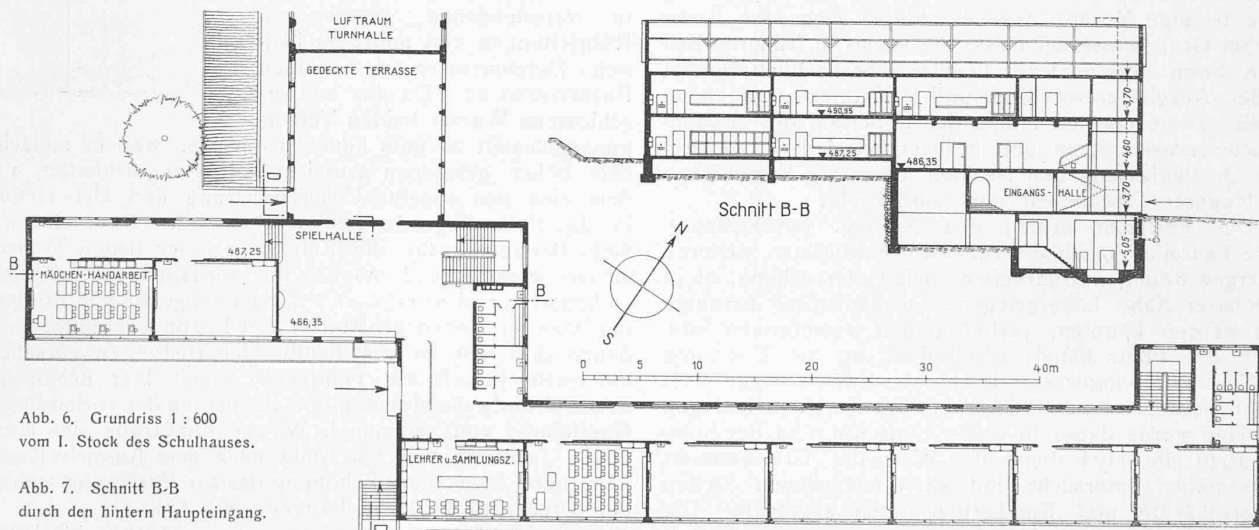 LUFTRAUM
TURNHALLE
GEDECKTE TERRASSE
SPIELHALLE
487,25
B
MÄDCHEN-HANDARBEIT
486,35
B
490,95
487,25
486,35
3,70
4,60
3,70
5,05
EINGANGS-HALLE
Schnitt B-B
N
S
0 5 10 20 30 40m
LEHRER u. SAMMLUNGSZ.
Abb. 6. Grundriss 1 : 600
vom I. Stock des Schulhauses.
Abb. 7. Schnitt B-B
durch den hintern Haupteingang.